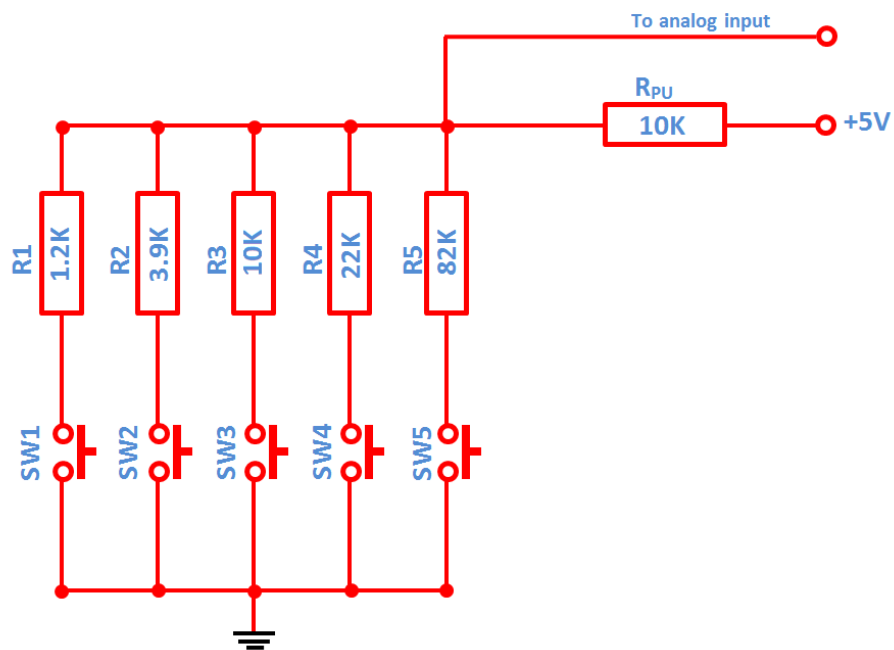 To analog input
RPU
10K
+5V
R1
1.2K
R2
3.9K
R3
10K
R4
22K
R5
82K
SW1
SW2
SW3
SW4
SW5